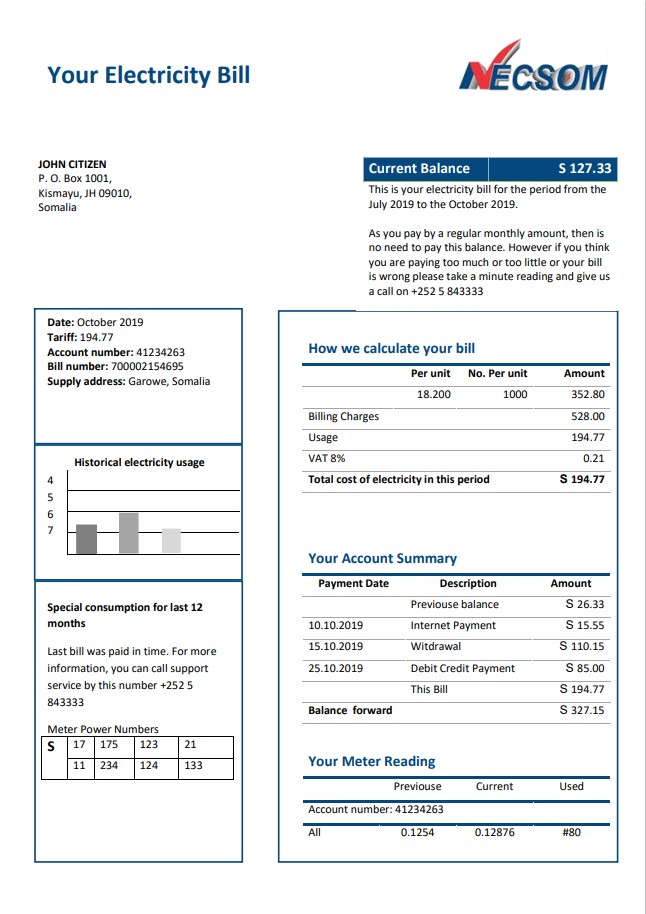 Your Electricity Bill
NECSOM
JOHN CITIZEN
P. O. Box 1001,
Kismayu, JH 09010,
Somalia
Current Balance S 127.33
This is your electricity bill for the period from the
July 2019 to the October 2019.
As you pay by a regular monthly amount, then is
no need to pay this balance. However if you think
you are paying too much or too little or your bill
is wrong please take a minute reading and give us
a call on +252 5 843333
Date: October 2019
Tariff: 194.77
Account number: 41234263
Bill number: 700002154695
Supply address: Garowe, Somalia
Historical electricity usage
4
5
6
7
Special consumption for last 12
months
Last bill was paid in time. For more
information, you can call support
service by this number +252 5
843333
Meter Power Numbers
S 17 175 123 21
11 234 124 133
How we calculate your bill
Per unit No. Per unit Amount
18.200 1000 352.80
Billing Charges 528.00
Usage 194.77
VAT 8% 0.21
Total cost of electricity in this period S 194.77
Your Account Summary
Payment Date Description Amount
Previouse balance S 26.33
10.10.2019 Internet Payment S 15.55
15.10.2019 Witdrawal S 110.15
25.10.2019 Debit Credit Payment S 85.00
This Bill S 194.77
Balance forward S 327.15
Your Meter Reading
Previouse Current Used
Account number: 41234263
All 0.1254 0.12876 #80